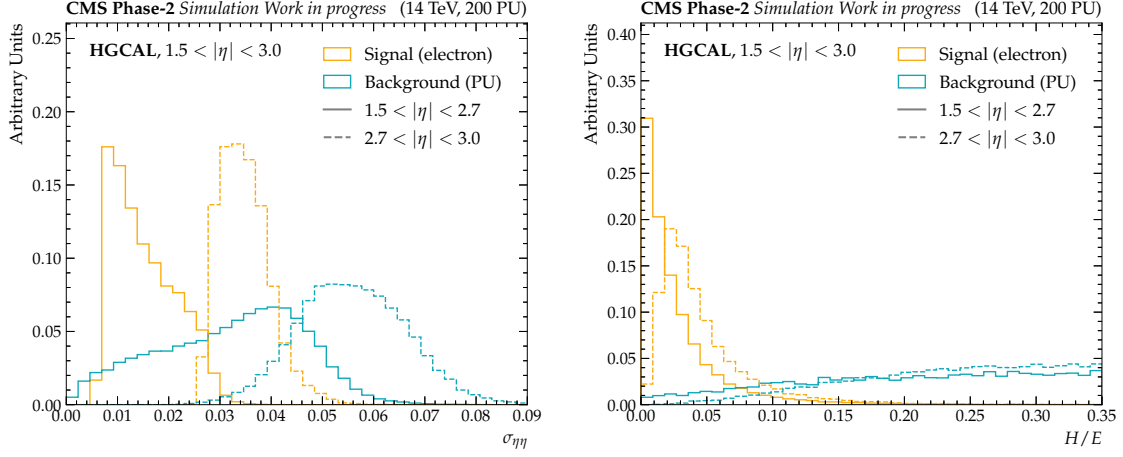 CMS Phase-2 Simulation Work in progress (14 TeV, 200 PU)
HGCAL, 1.5 < |η| < 3.0
Signal (electron)
Background (PU)
1.5 < |η| < 2.7
2.7 < |η| < 3.0
Arbitrary Units
0.25
0.20
0.15
0.10
0.05
0.00
0.00 0.01 0.02 0.03 0.04 0.05 0.06 0.07 0.08 0.09
σηη
CMS Phase-2 Simulation Work in progress (14 TeV, 200 PU)
HGCAL, 1.5 < |η| < 3.0
Signal (electron)
Background (PU)
1.5 < |η| < 2.7
2.7 < |η| < 3.0
Arbitrary Units
0.40
0.35
0.30
0.25
0.20
0.15
0.10
0.05
0.00
0.00 0.05 0.10 0.15 0.20 0.25 0.30 0.35
H/E